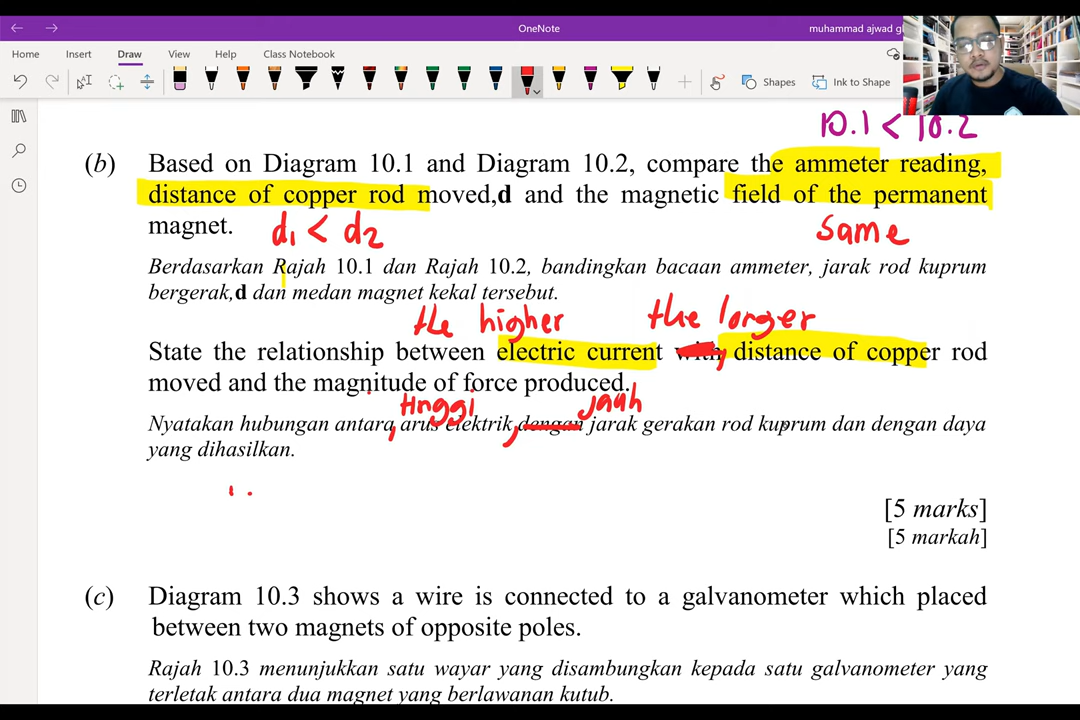 OneNote
muhammad ajwad
Home Insert Draw View Help Class Notebook
Shapes Ink to Shape
10.1 < 10.2
(b) Based on Diagram 10.1 and Diagram 10.2, compare the ammeter reading,
distance of copper rod moved,d and the magnetic field of the permanent
magnet. d1 < d2 same
Berdasarkan Rajah 10.1 dan Rajah 10.2, bandingkan bacaan ammeter, jarak rod kuprum
bergerak,d dan medan magnet kekal tersebut.
the higher the longer
State the relationship between electric current with, distance of copper rod
moved and the magnitude of force produced.
tinggi jauh
Nyatakan hubungan antara, arus elektrik, dengan jarak gerakan rod kuprum dan dengan daya
yang dihasilkan.
[5 marks]
[5 markah]
(c) Diagram 10.3 shows a wire is connected to a galvanometer which placed
between two magnets of opposite poles.
Rajah 10.3 menunjukkan satu wayar yang disambungkan kepada satu galvanometer yang
terletak antara dua magnet yang berlawanan kutub.